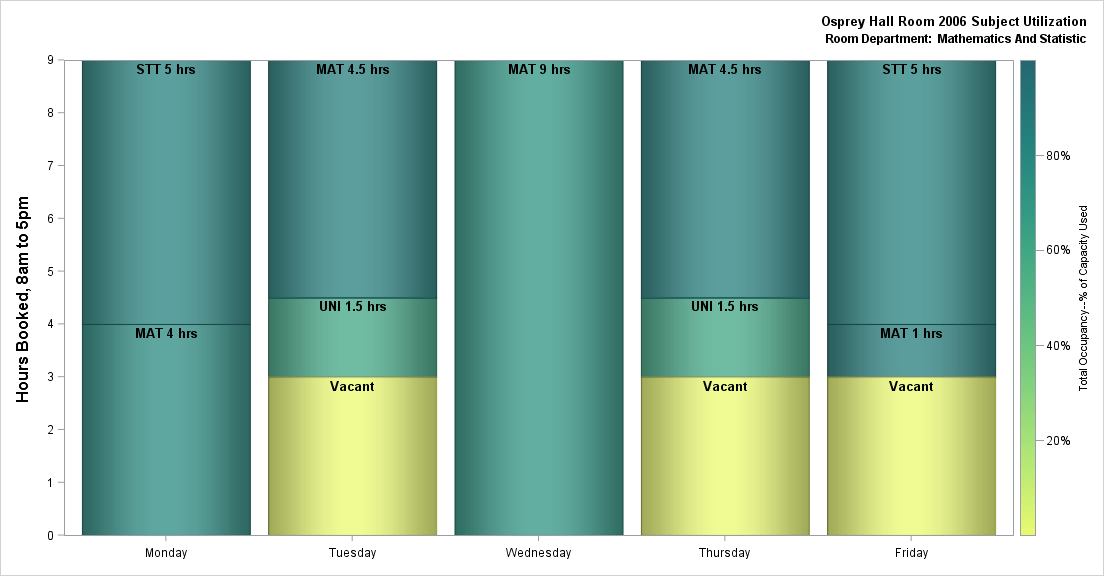 Osprey Hall Room 2006 Subject Utilization
Room Department: Mathematics And Statistic
Hours Booked, 8am to 5pm
9
8
7
6
5
4
3
2
1
0
STT 5 hrs
MAT 4 hrs
MAT 4.5 hrs
UNI 1.5 hrs
Vacant
MAT 9 hrs
MAT 4.5 hrs
UNI 1.5 hrs
Vacant
STT 5 hrs
MAT 1 hrs
Vacant
Monday
Tuesday
Wednesday
Thursday
Friday
80%
60%
40%
20%
Total Occupancy--% of Capacity Used